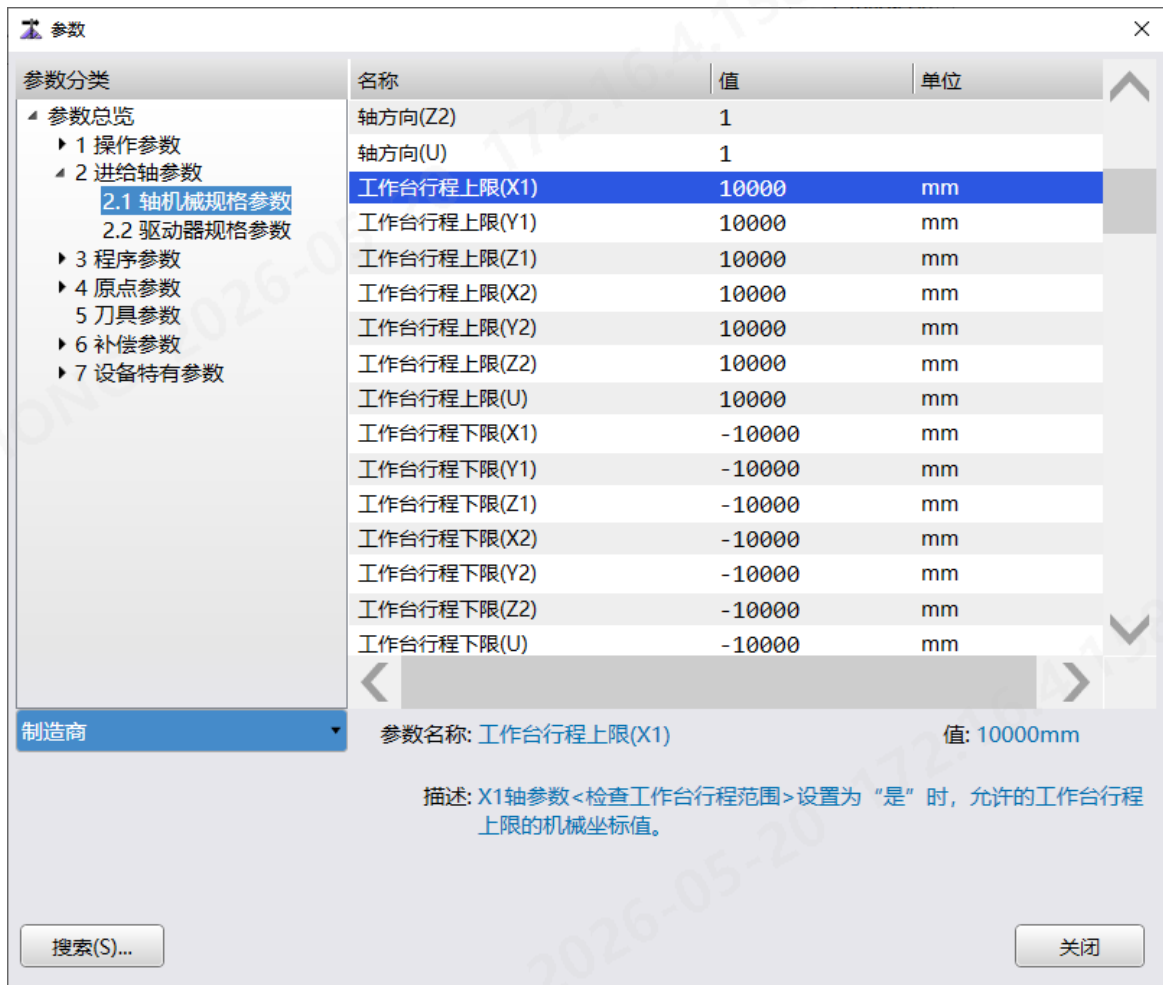 参数
参数分类
名称 值 单位
参数总览
1 操作参数
2 进给轴参数
2.1 轴机械规格参数
2.2 驱动器规格参数
3 程序参数
4 原点参数
5 刀具参数
6 补偿参数
7 设备特有参数
轴方向(Z2) 1
轴方向(U) 1
工作台行程上限(X1) 10000 mm
工作台行程上限(Y1) 10000 mm
工作台行程上限(Z1) 10000 mm
工作台行程上限(X2) 10000 mm
工作台行程上限(Y2) 10000 mm
工作台行程上限(Z2) 10000 mm
工作台行程上限(U) 10000 mm
工作台行程下限(X1) -10000 mm
工作台行程下限(Y1) -10000 mm
工作台行程下限(Z1) -10000 mm
工作台行程下限(X2) -10000 mm
工作台行程下限(Y2) -10000 mm
工作台行程下限(Z2) -10000 mm
工作台行程下限(U) -10000 mm
制造商
参数名称: 工作台行程上限(X1) 值: 10000mm
描述: X1轴参数<检查工作台行程范围>设置为“是”时，允许的工作台行程
上限的机械坐标值。
搜索(S)... 关闭